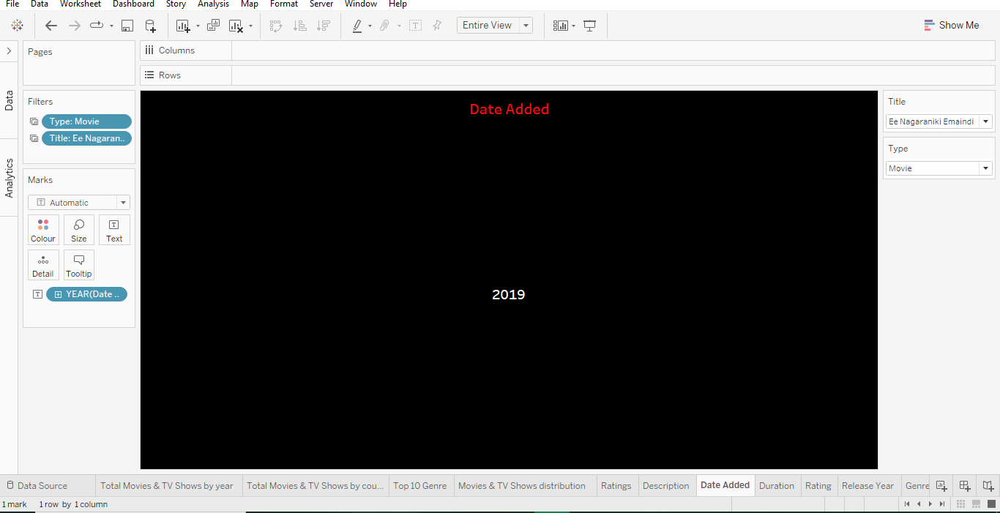 File Data Worksheet Dashboard Story Analysis Map Format Server Window Help
Entire View
Show Me
Pages
Columns
Rows
Data
Analytics
Filters
Type: Movie
Title: Ee Nagaran..
Marks
T Automatic
Colour Size T Text
Detail Tooltip
T YEAR(Date ..
Date Added
2019
Title
Ee Nagaraniki Emaindi
Type
Movie
Data Source Total Movies & TV Shows by year Total Movies & TV Shows by cou... Top 10 Genre Movies & TV Shows distribution Ratings Description Date Added Duration Rating Release Year Genre
1 mark 1 row by 1 column